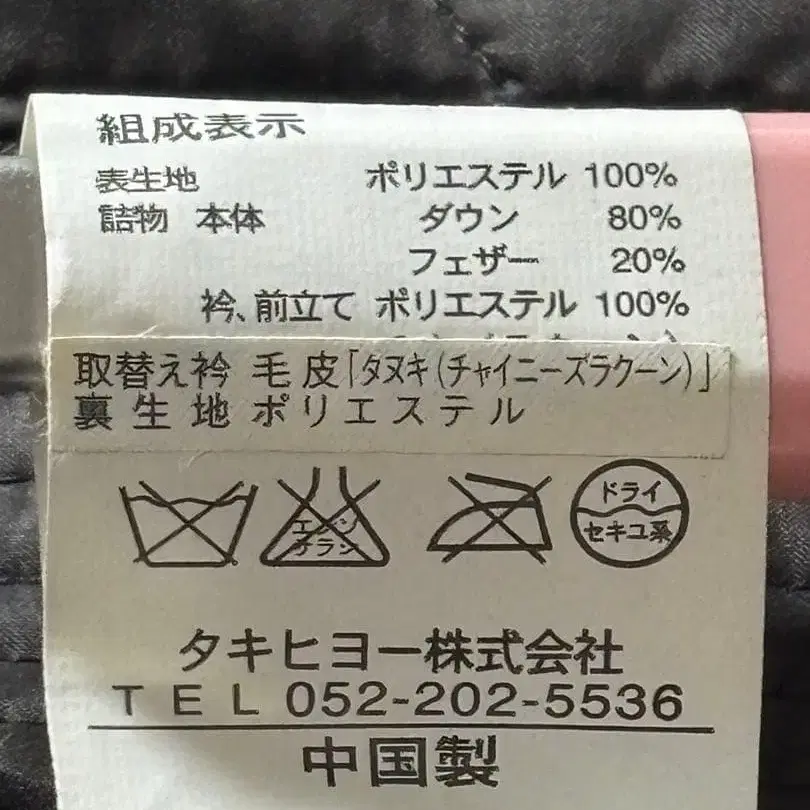 組成表示
表生地 ポリエステル 100%
詰物 本体 ダウン 80%
フェザー 20%
衿、前立て ポリエステル 100%
取替え衿 毛皮「タヌキ(チャイニーズラクーン)」
裏生地 ポリエステル
エンソ
サラシ
ドライ
セキユ系
タキヒヨー株式会社
TEL 052-202-5536
中国製